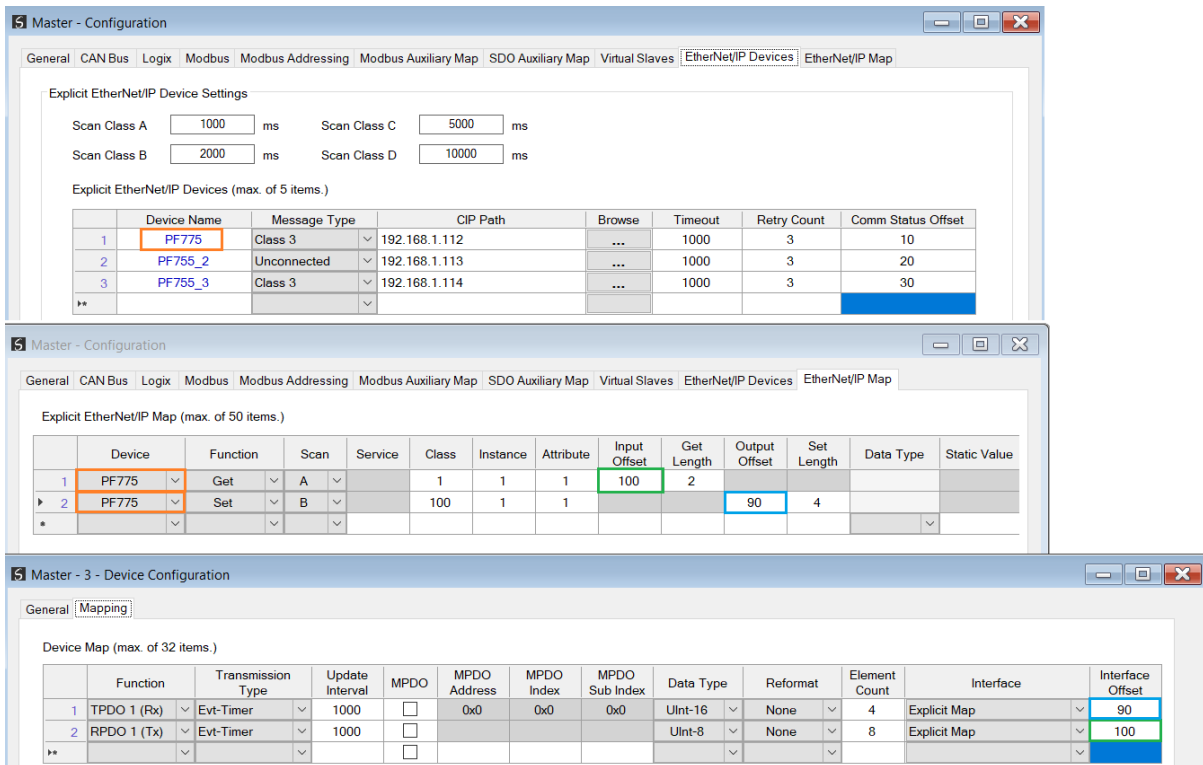 Master - Configuration
General CAN Bus Logix Modbus Modbus Addressing Modbus Auxiliary Map SDO Auxiliary Map Virtual Slaves EtherNet/IP Devices EtherNet/IP Map
Explicit EtherNet/IP Device Settings
Scan Class A 1000 ms Scan Class C 5000 ms
Scan Class B 2000 ms Scan Class D 10000 ms
Explicit EtherNet/IP Devices (max. of 5 items.)
Device Name Message Type CIP Path Browse Timeout Retry Count Comm Status Offset
1 PF775 Class 3 192.168.1.112 ... 1000 3 10
2 PF755_2 Unconnected 192.168.1.113 ... 1000 3 20
3 PF755_3 Class 3 192.168.1.114 ... 1000 3 30
Master - Configuration
General CAN Bus Logix Modbus Modbus Addressing Modbus Auxiliary Map SDO Auxiliary Map Virtual Slaves EtherNet/IP Devices EtherNet/IP Map
Explicit EtherNet/IP Map (max. of 50 items.)
Device Function Scan Service Class Instance Attribute Input Offset Get Length Output Offset Set Length Data Type Static Value
1 PF775 Get A 1 1 1 100 2
2 PF775 Set B 100 1 1 90 4
Master - 3 - Device Configuration
General Mapping
Device Map (max. of 32 items.)
Function Transmission Type Update Interval MPDO MPDO Address MPDO Index MPDO Sub Index Data Type Reformat Element Count Interface Interface Offset
1 TPDO 1 (Rx) Evt-Timer 1000 0x0 0x0 0x0 UInt-16 None 4 Explicit Map 90
2 RPDO 1 (Tx) Evt-Timer 1000 UInt-8 None 8 Explicit Map 100